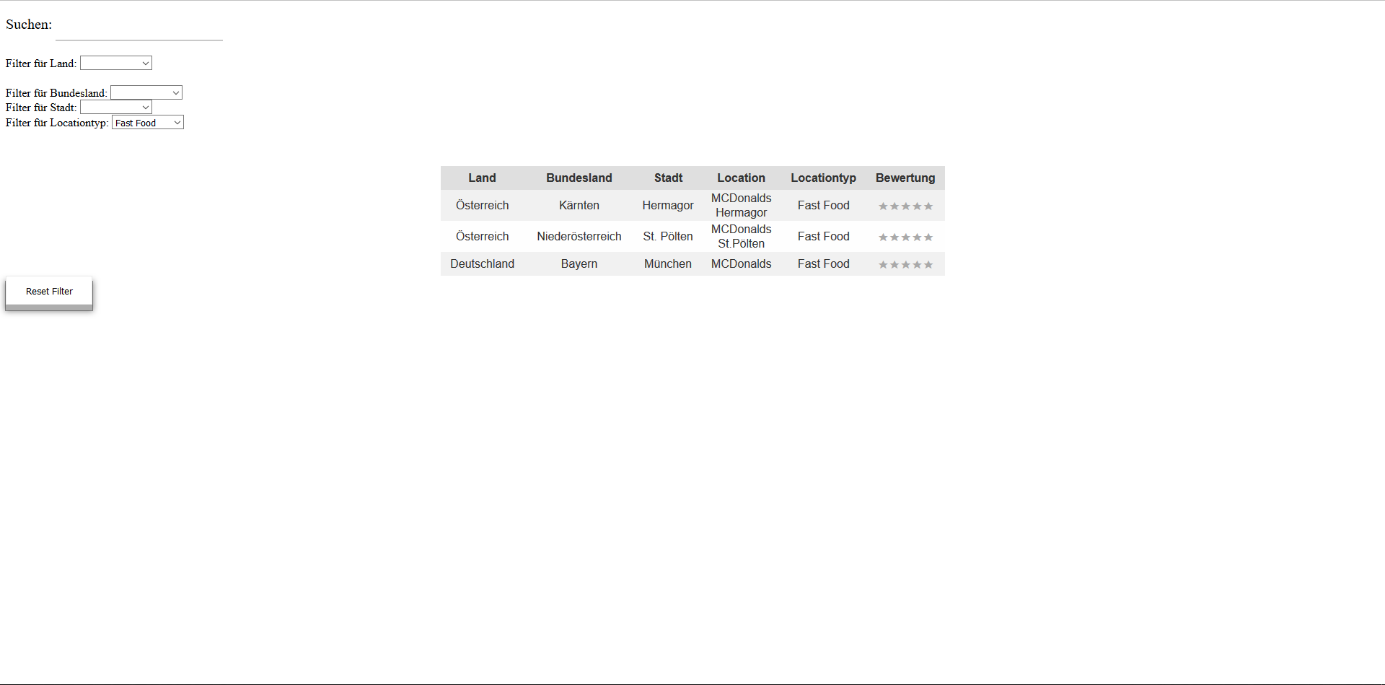 Suchen:
Filter für Land:
Filter für Bundesland:
Filter für Stadt:
Filter für Locationtyp: Fast Food
Land Bundesland Stadt Location Locationtyp Bewertung
Österreich Kärnten Hermagor MCDonalds Hermagor Fast Food ★★★★★
Österreich Niederösterreich St. Pölten MCDonalds St.Pölten Fast Food ★★★★★
Deutschland Bayern München MCDonalds Fast Food ★★★★★
Reset Filter